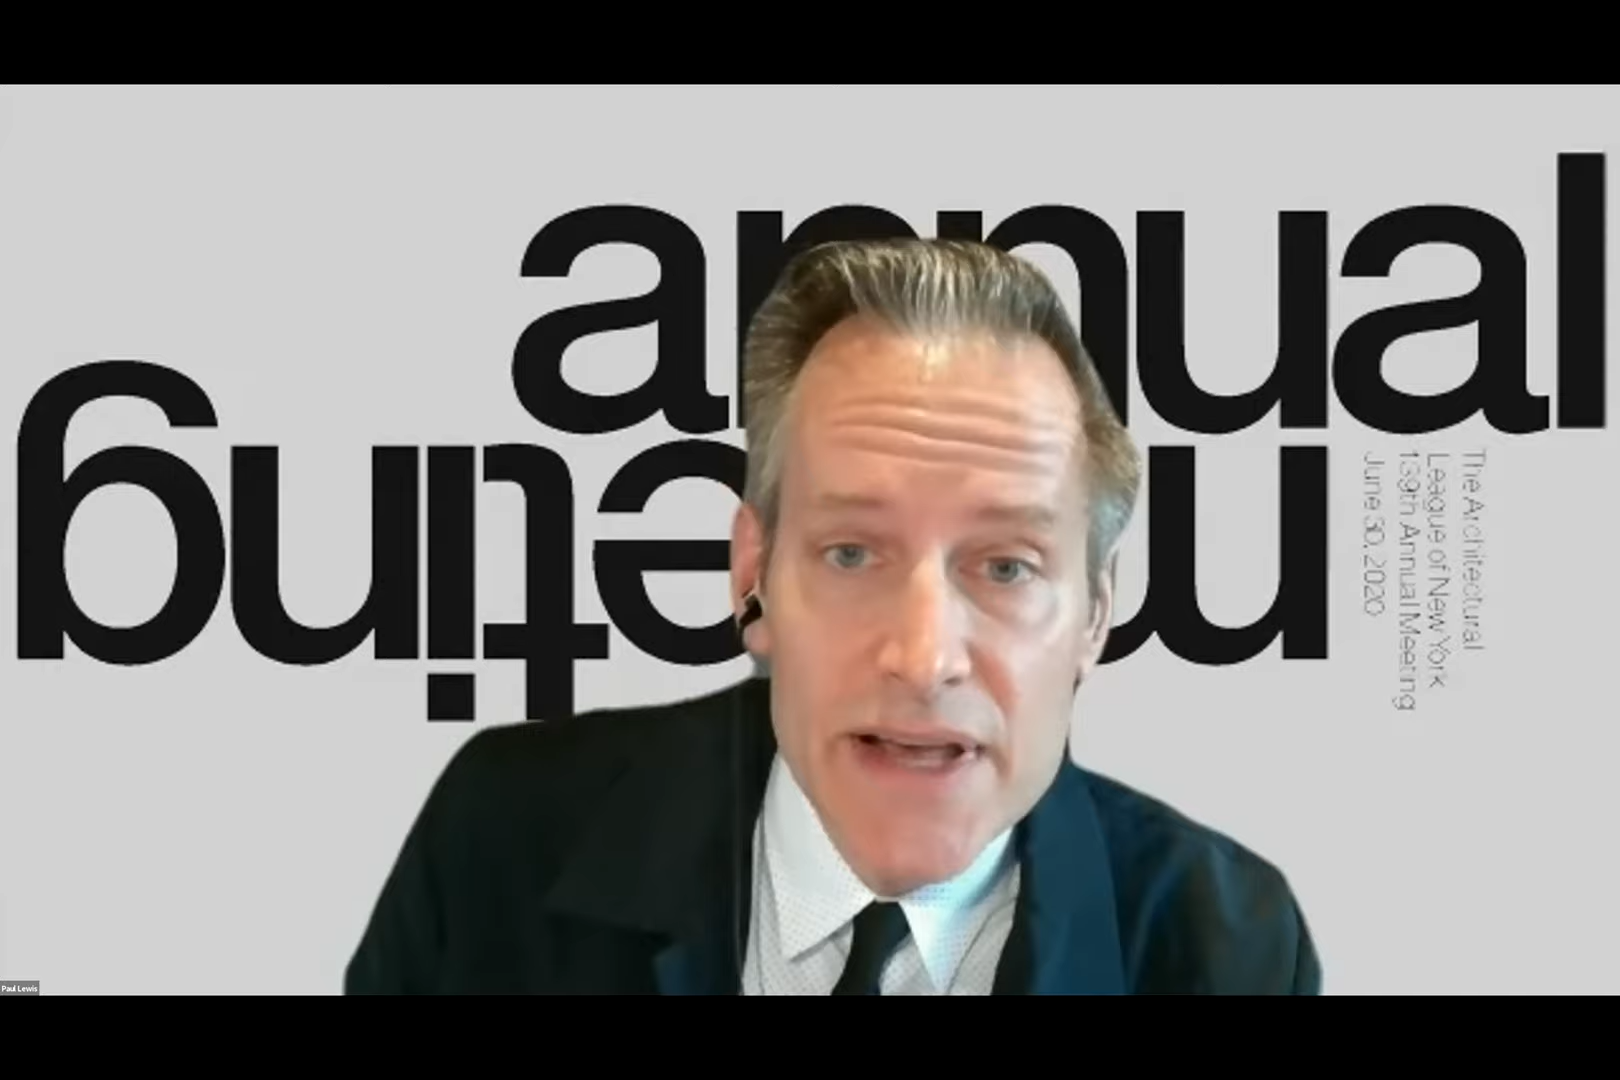 annual
meeting
The Architectural
League of New York
139th Annual Meeting
June 30, 2020
Paul Lewis